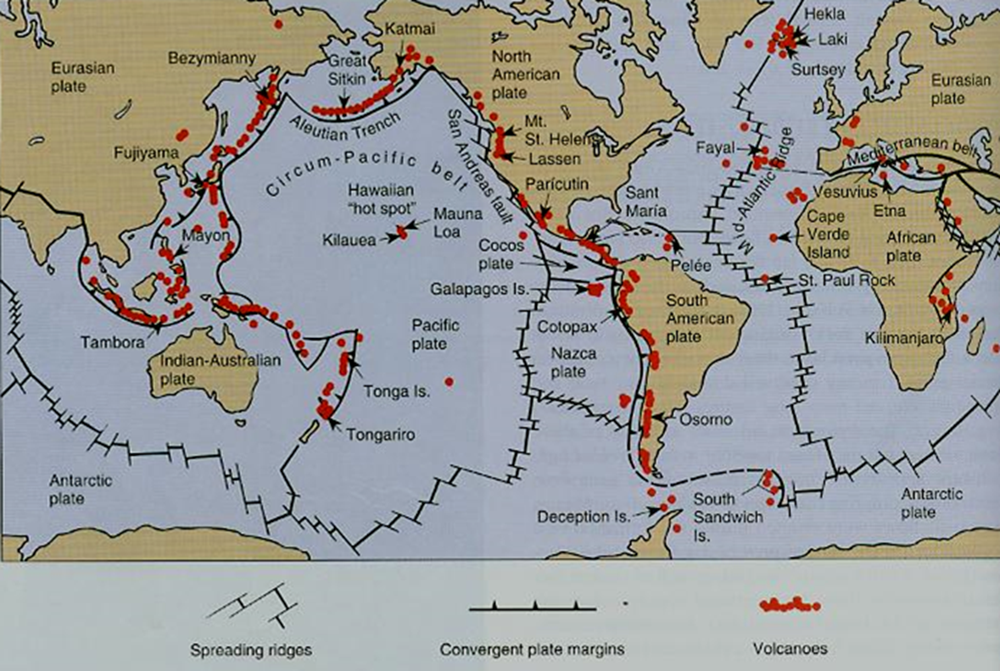 Hekla
Laki
Surtsey
Katmai
Bezymianny
Great
Sitkin
North
American
plate
Eurasian
plate
Eurasian
plate
Aleutian Trench
Mt.
St. Helens
Lassen
San Andreas fault
Fujiyama
Circum-Pacific belt
Fayal
Mid-Atlantic Ridge
Mediterranean belt
Hawaiian
"hot spot"
Parícutin
Sant
María
Vesuvius
Etna
Mauna
Loa
Kilauea
Mayon
Cape
Verde
Island
African
plate
Cocos
plate
Pelée
St. Paul Rock
Galapagos Is.
South
American
plate
Cotopax
Pacific
plate
Nazca
plate
Kilimanjaro
Tambora
Indian-Australian
plate
Tonga Is.
Osorno
Tongariro
Antarctic
plate
South
Sandwich
Is.
Deception Is.
Antarctic
plate
Spreading ridges
Convergent plate margins
Volcanoes